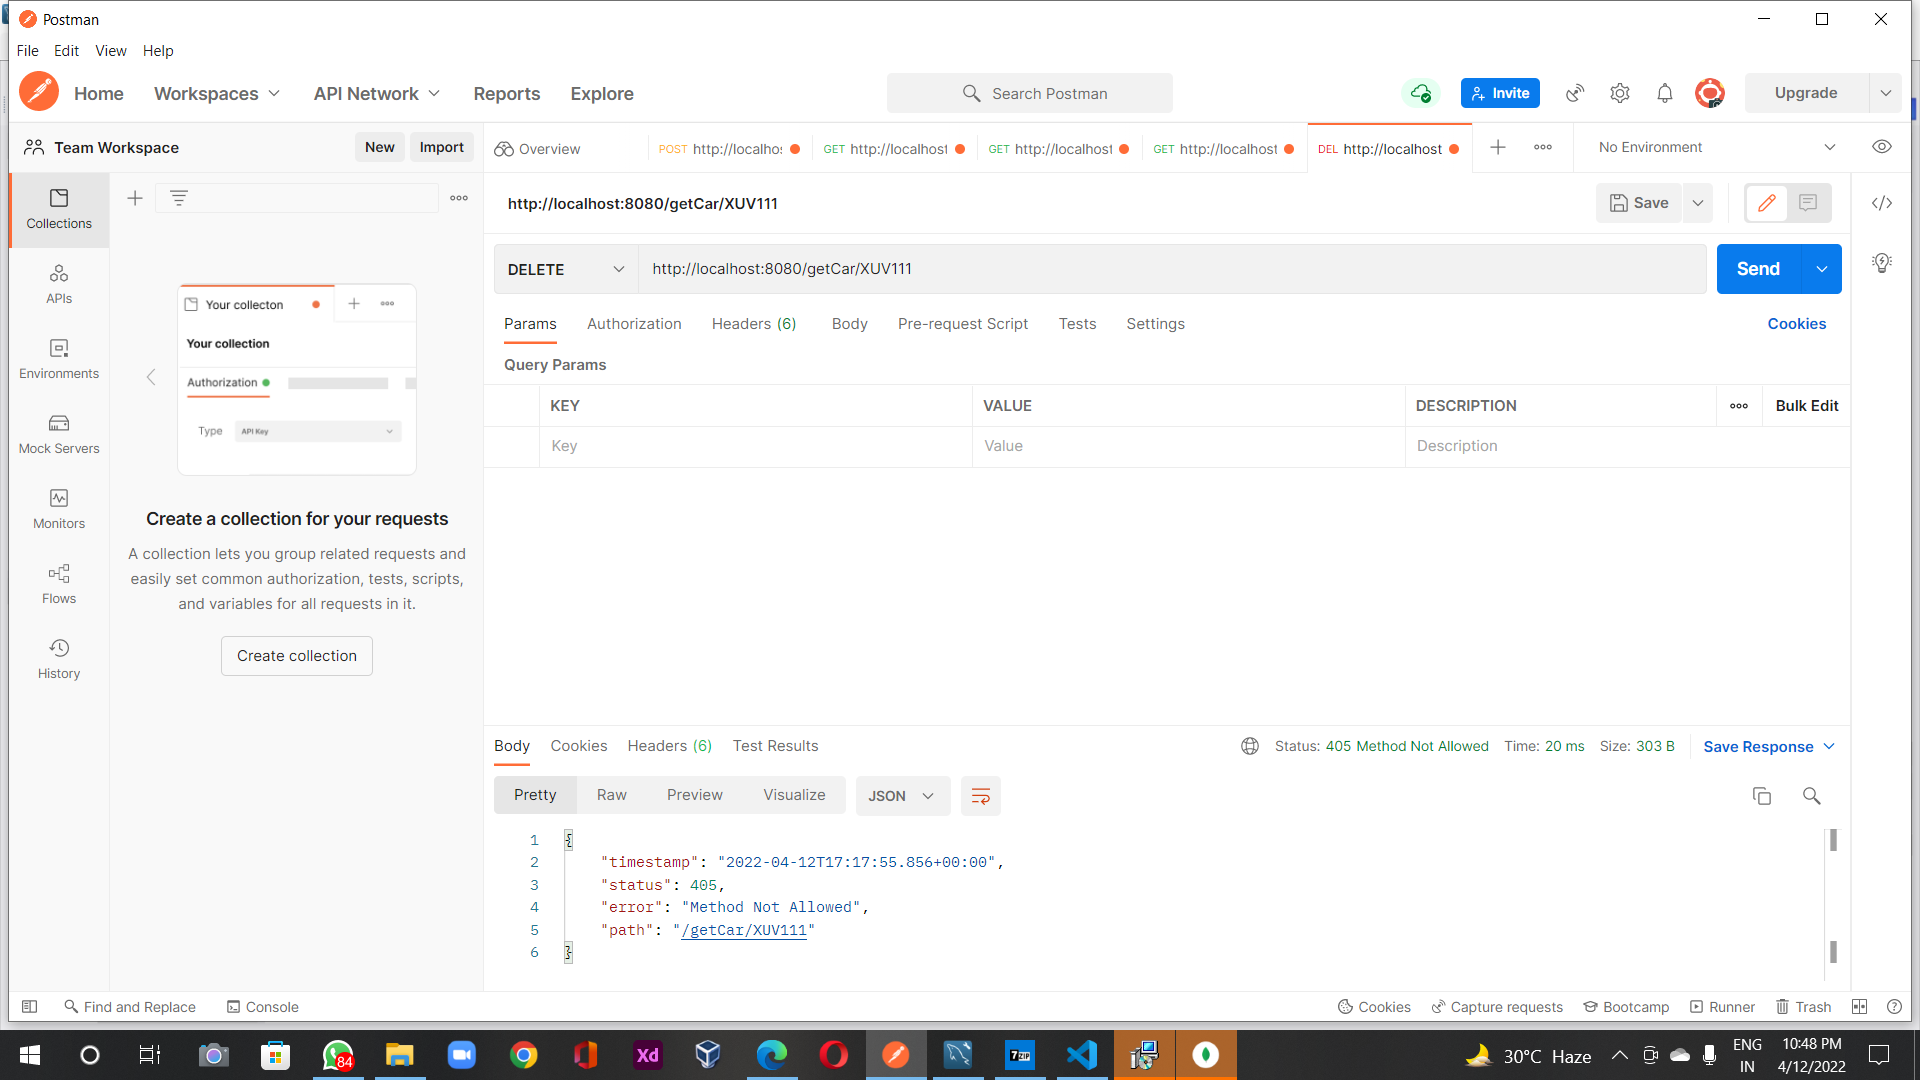 Postman
File Edit View Help
Home Workspaces API Network Reports Explore Search Postman Invite Upgrade
Team Workspace New Import Overview POST http://localho: GET http://localhost GET http://localhost GET http://localhost DEL http://localhost No Environment
Collections
APIs
Environments
Mock Servers
Monitors
Flows
History
Your collecton
Your collection
Authorization
Type API Key
Create a collection for your requests
A collection lets you group related requests and
easily set common authorization, tests, scripts,
and variables for all requests in it.
Create collection
http://localhost:8080/getCar/XUV111 Save
DELETE http://localhost:8080/getCar/XUV111 Send
Params Authorization Headers (6) Body Pre-request Script Tests Settings Cookies
Query Params
KEY VALUE DESCRIPTION Bulk Edit
Key Value Description
Body Cookies Headers (6) Test Results Status: 405 Method Not Allowed Time: 20 ms Size: 303 B Save Response
Pretty Raw Preview Visualize JSON
1 {
2 "timestamp": "2022-04-12T17:17:55.856+00:00",
3 "status": 405,
4 "error": "Method Not Allowed",
5 "path": "/getCar/XUV111"
6 }
Find and Replace Console Cookies Capture requests Bootcamp Runner Trash
84 Xd 7ZIP 30°C Haze ENG
IN 10:48 PM
4/12/2022